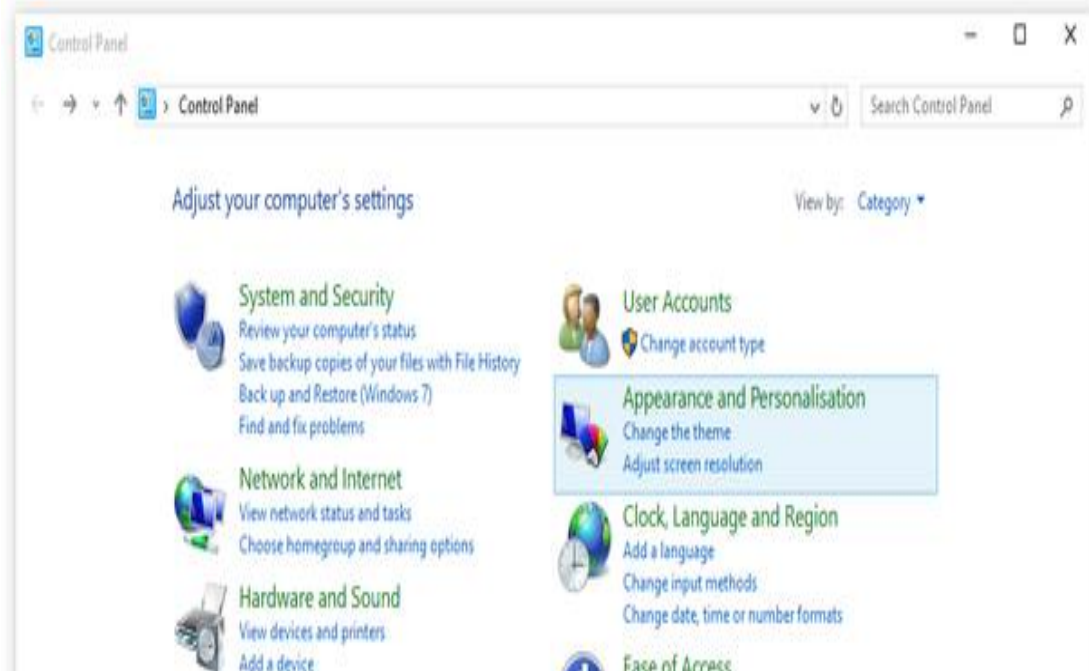 Control Panel
Control Panel
Search Control Panel
Adjust your computer's settings
View by: Category
System and Security
Review your computer's status
Save backup copies of your files with File History
Back up and Restore (Windows 7)
Find and fix problems
Network and Internet
View network status and tasks
Choose homegroup and sharing options
Hardware and Sound
View devices and printers
Add a device
User Accounts
Change account type
Appearance and Personalisation
Change the theme
Adjust screen resolution
Clock, Language and Region
Add a language
Change input methods
Change date, time or number formats
Ease of Access